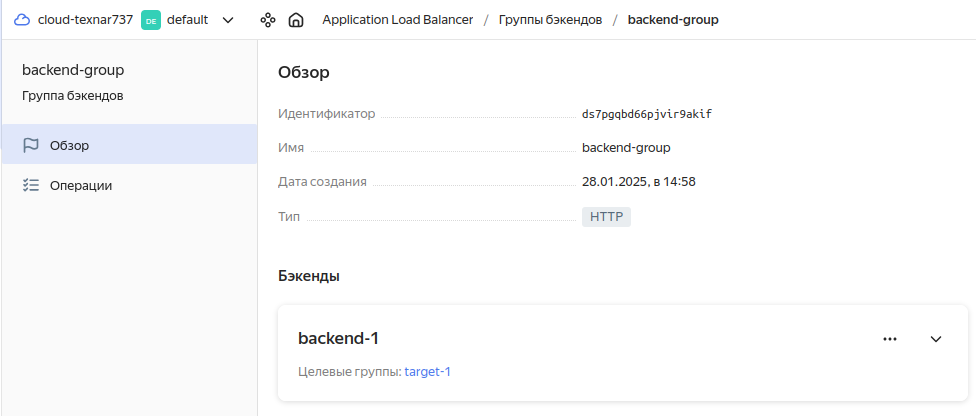 cloud-texnar737 DE default Application Load Balancer / Группы бэкендов / backend-group
backend-group
Группа бэкендов
Обзор
Операции
Обзор
Идентификатор ds7pgqbd66pjvir9akif
Имя backend-group
Дата создания 28.01.2025, в 14:58
Тип HTTP
Бэкенды
backend-1
Целевые группы: target-1